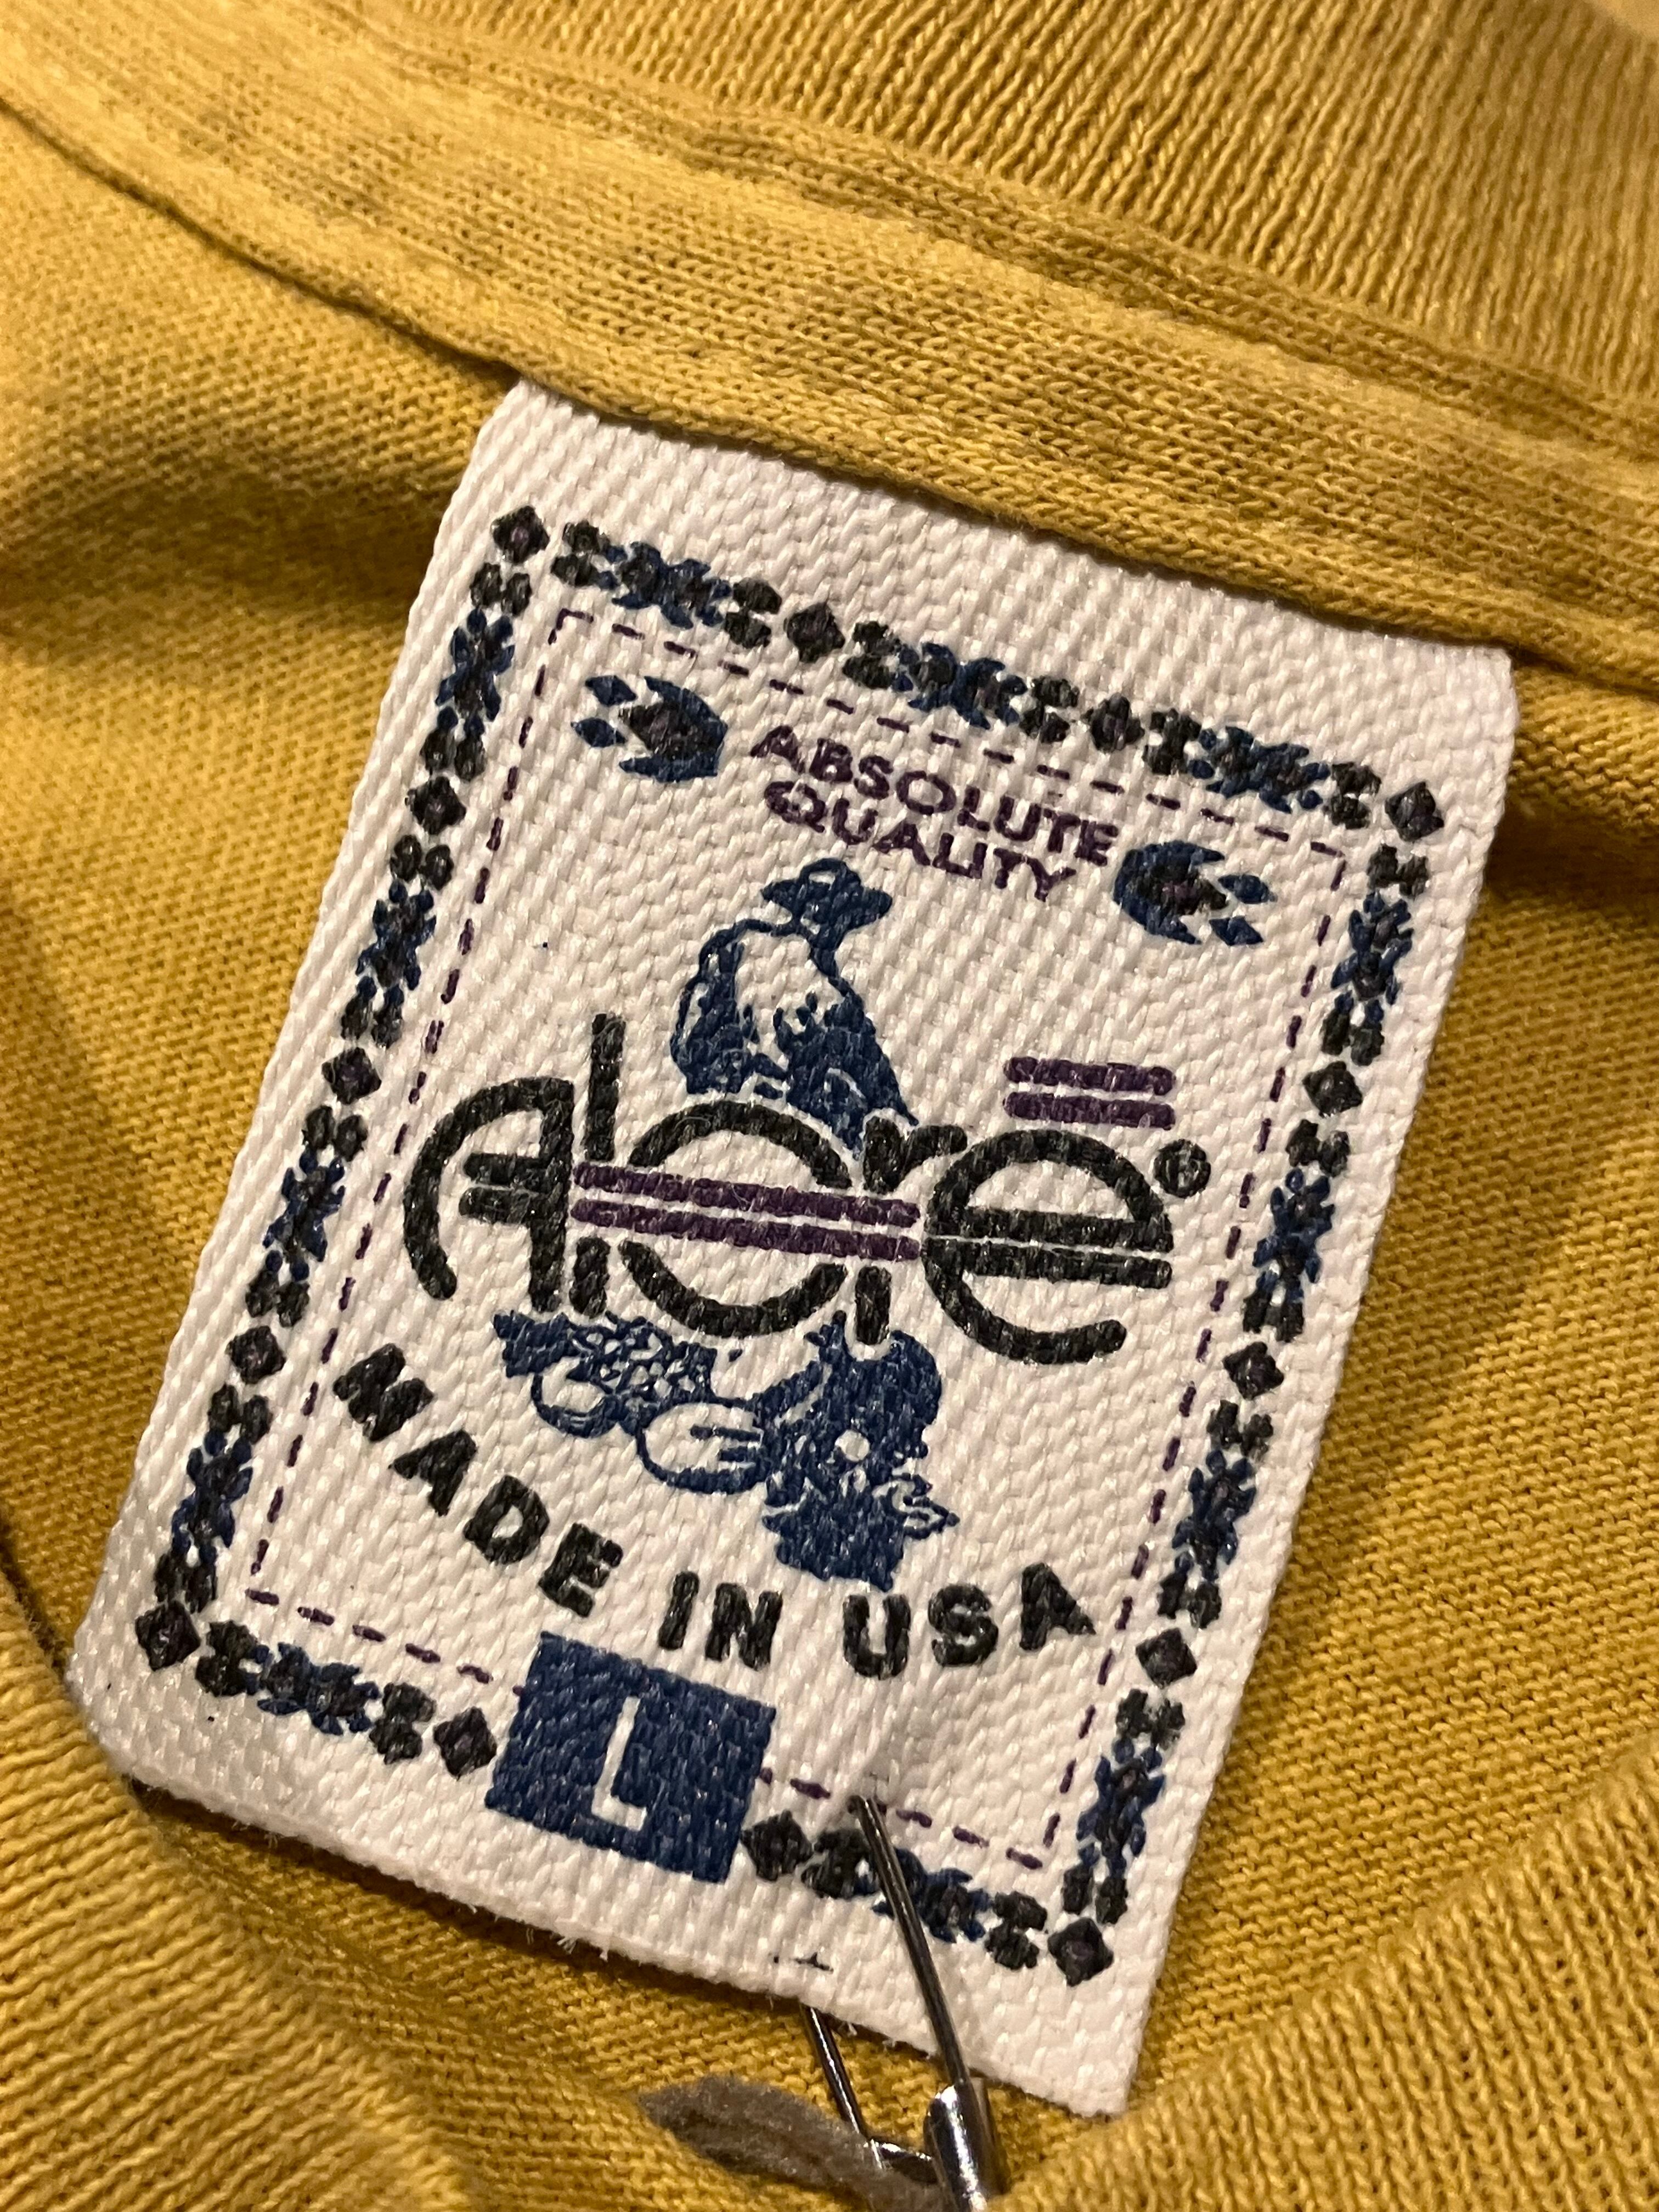 ABSOLUTE
QUALITY
Alore®
MADE IN USA
L